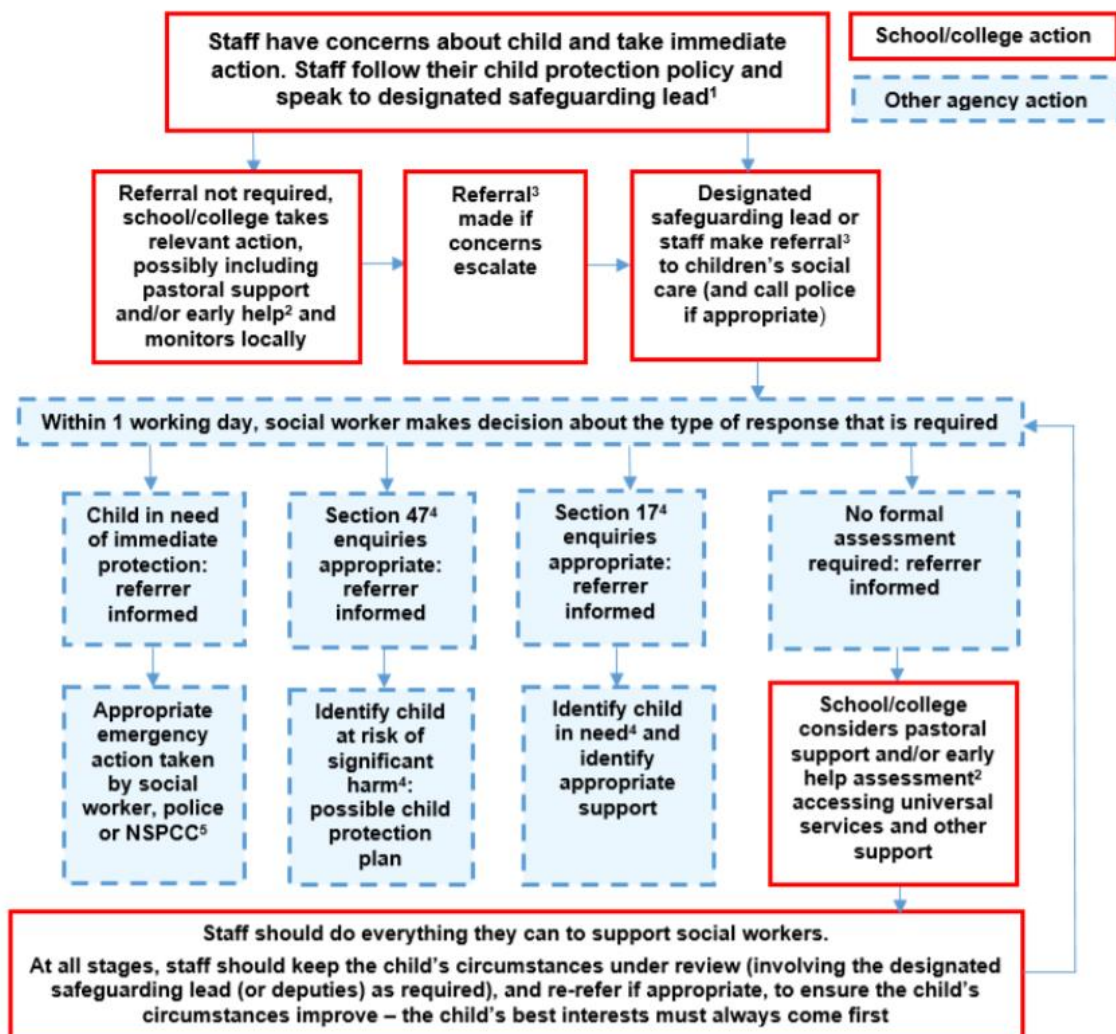 Staff have concerns about child and take immediate
action. Staff follow their child protection policy and
speak to designated safeguarding lead¹
School/college action
Other agency action
Referral not required,
school/college takes
relevant action,
possibly including
pastoral support
and/or early help² and
monitors locally
Referral³
made if
concerns
escalate
Designated
safeguarding lead or
staff make referral³
to children's social
care (and call police
if appropriate)
Within 1 working day, social worker makes decision about the type of response that is required
Child in need
of immediate
protection:
referrer
informed
Section 47⁴
enquiries
appropriate:
referrer
informed
Section 17⁴
enquiries
appropriate:
referrer
informed
No formal
assessment
required: referrer
informed
Appropriate
emergency
action taken
by social
worker, police
or NSPCC⁵
Identify child
at risk of
significant
harm⁴:
possible child
protection
plan
Identify child
in need⁴ and
identify
appropriate
support
School/college
considers pastoral
support and/or early
help assessment²
accessing universal
services and other
support
Staff should do everything they can to support social workers.
At all stages, staff should keep the child's circumstances under review (involving the designated
safeguarding lead (or deputies) as required), and re-refer if appropriate, to ensure the child's
circumstances improve – the child's best interests must always come first